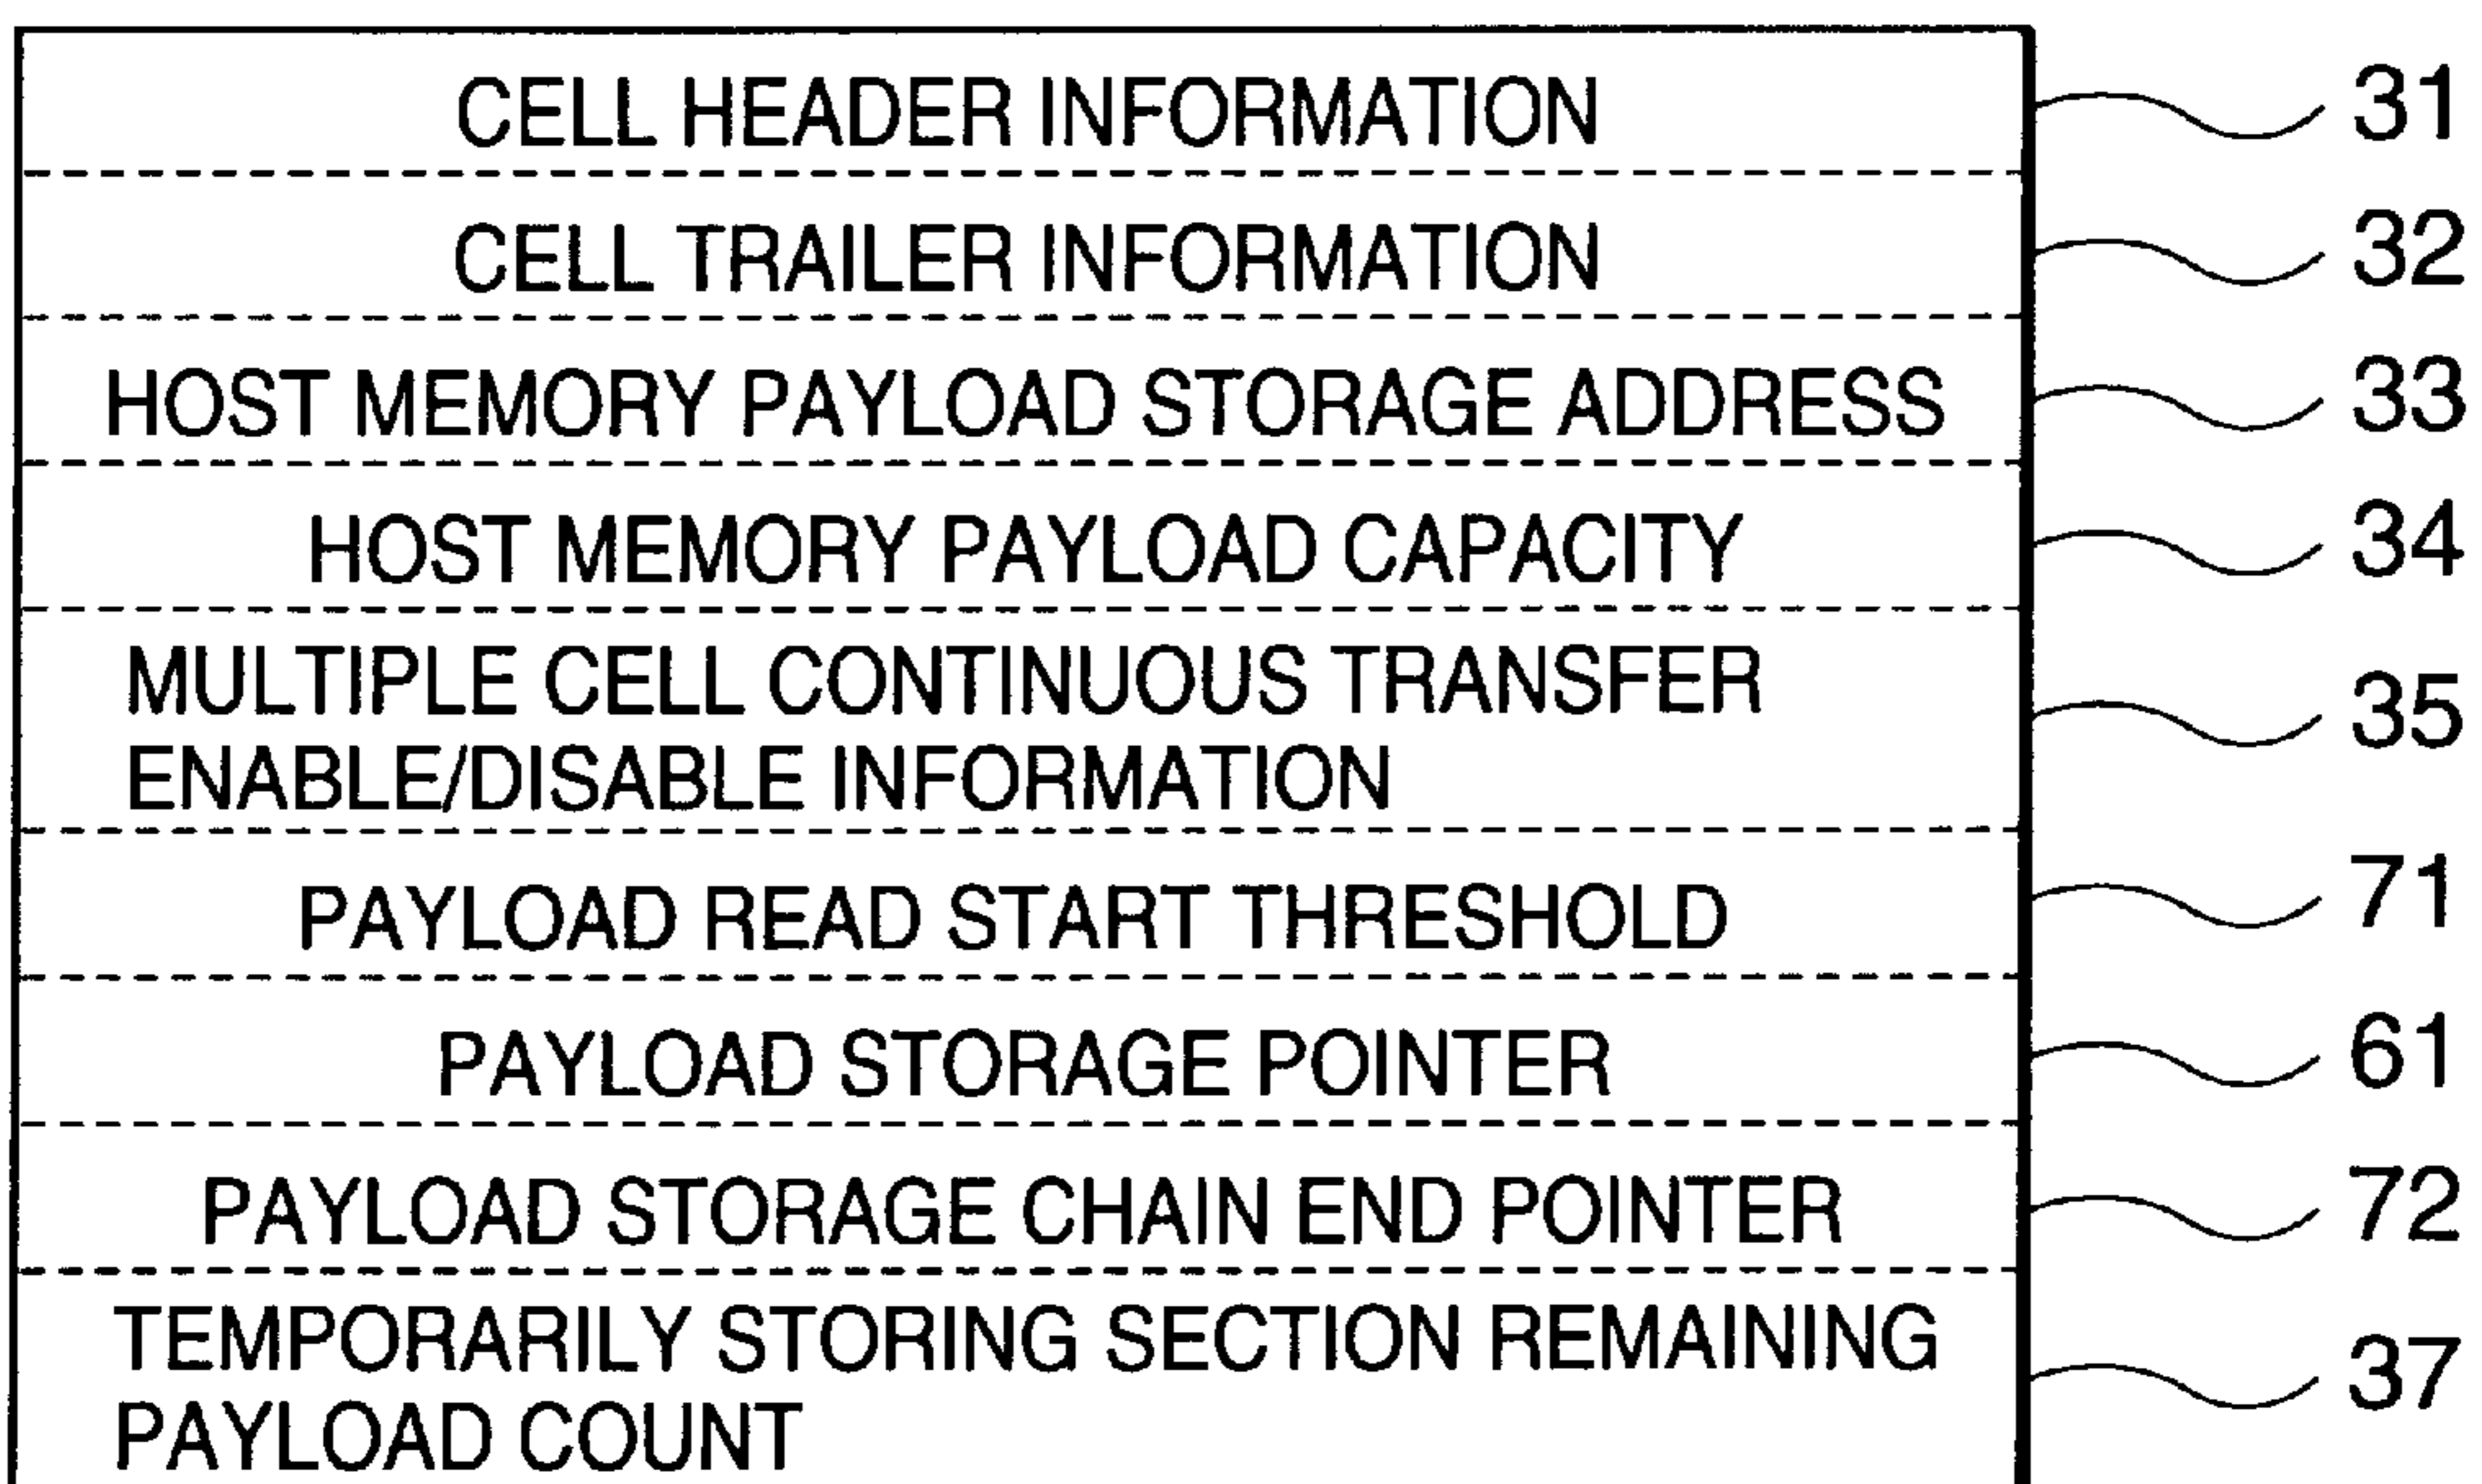 CELL HEADER INFORMATION 31
CELL TRAILER INFORMATION 32
HOST MEMORY PAYLOAD STORAGE ADDRESS 33
HOST MEMORY PAYLOAD CAPACITY 34
MULTIPLE CELL CONTINUOUS TRANSFER
ENABLE/DISABLE INFORMATION
35
PAYLOAD READ START THRESHOLD 71
PAYLOAD STORAGE POINTER 61
PAYLOAD STORAGE CHAIN END POINTER 72
TEMPORARILY STORING SECTION REMAINING
PAYLOAD COUNT
37